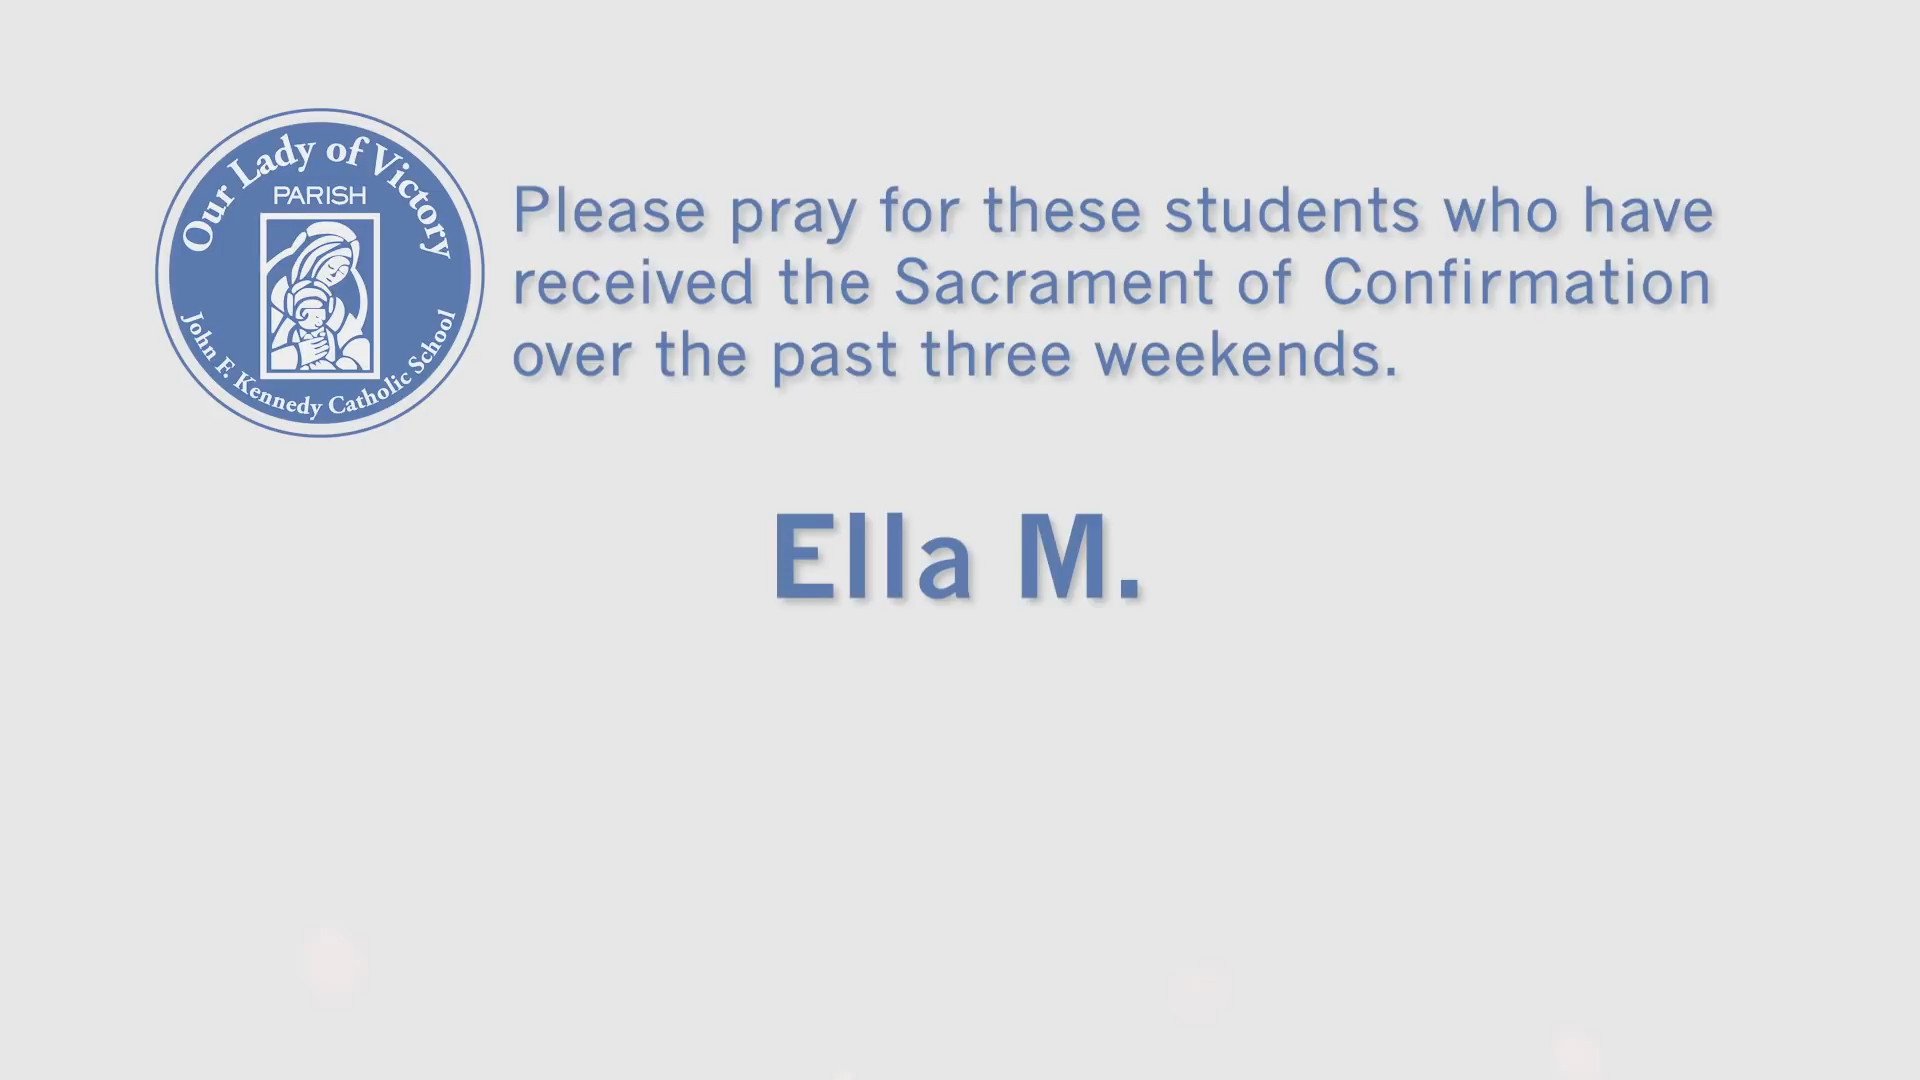 Our Lady of Victory
PARISH
John F. Kennedy Catholic School
Please pray for these students who have
received the Sacrament of Confirmation
over the past three weekends.
Ella M.